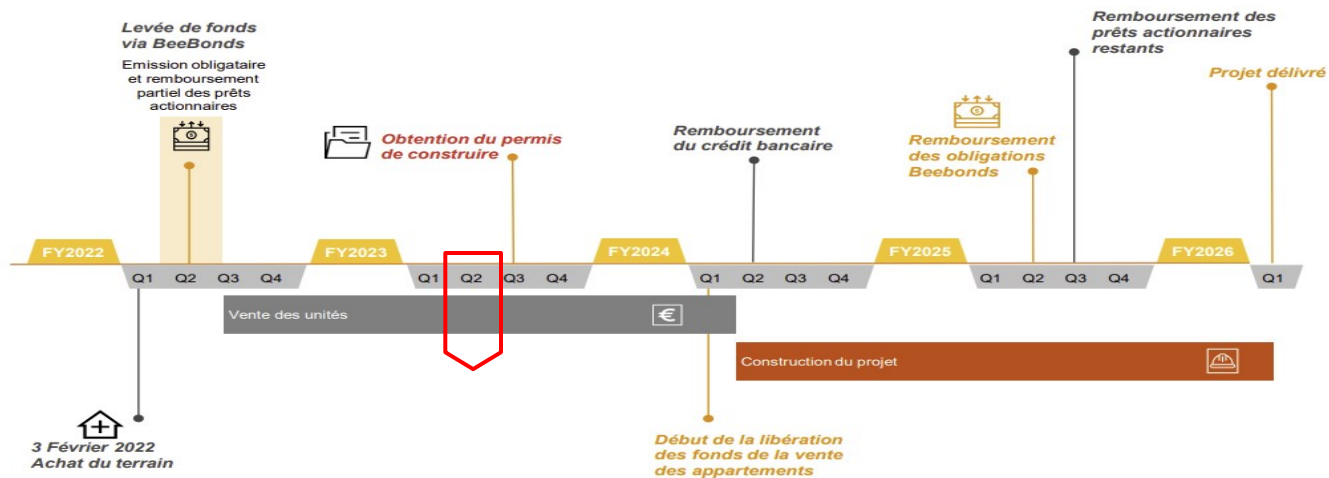 Levée de fonds
via BeeBonds
Emission obligataire
et remboursement
partiel des prêts
actionnaires
Obtention du permis
de construire
Remboursement
du crédit bancaire
Remboursement
des obligations
Beebonds
Remboursement des
prêts actionnaires
restants
Projet délivré
FY2022 FY2023 FY2024 FY2025 FY2026
Q1 Q2 Q3 Q4 Q1 Q2 Q3 Q4 Q1 Q2 Q3 Q4 Q1 Q2 Q3 Q4 Q1
Vente des unités €
Construction du projet
3 Février 2022
Achat du terrain
Début de la libération
des fonds de la vente
des appartements